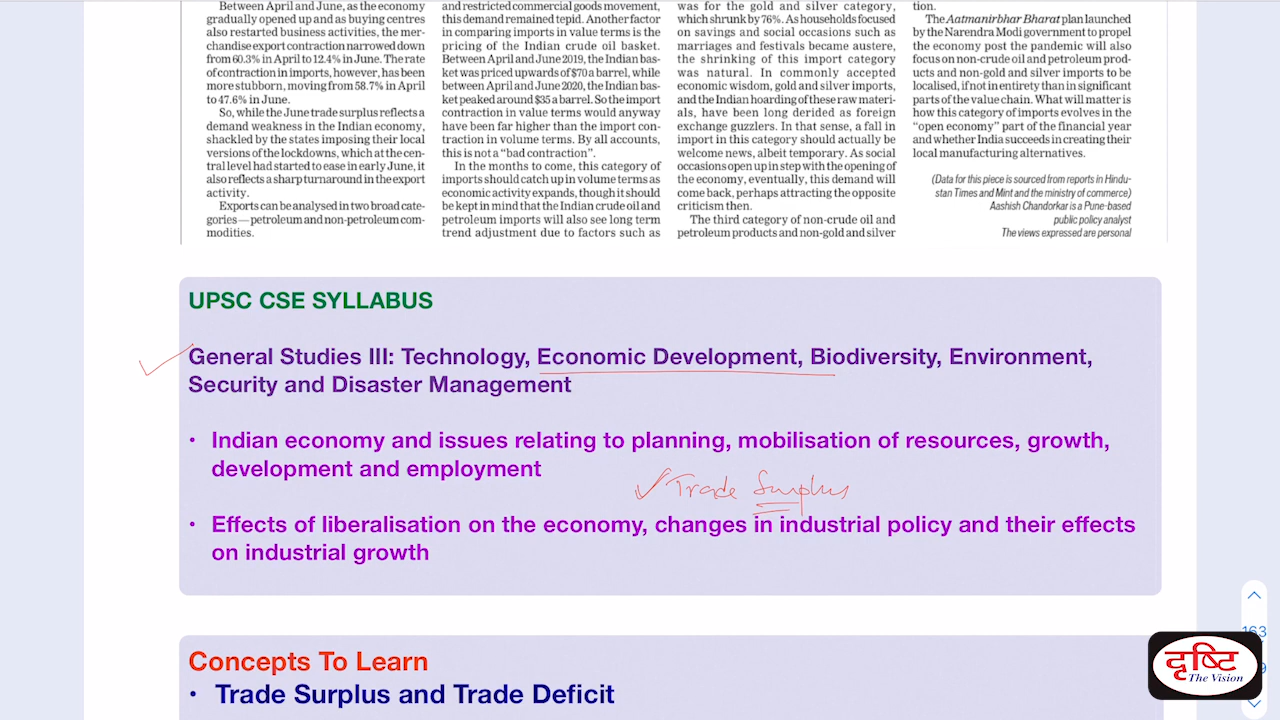 Between April and June, as the economy
gradually opened up and as buying centres
also restarted business activities, the mer-
chandise export contraction narrowed down
from 60.3% in April to 12.4% in June. The rate
of contraction in imports, however, has been
more stubborn, moving from 58.7% in April
to 47.6% in June.
So, while the June trade surplus reflects a
demand weakness in the Indian economy,
shackled by the states imposing their local
versions of the lockdowns, which at the cen-
tral level had started to ease in early June, it
also reflects a sharp turnaround in the export
activity.
Exports can be analysed in two broad cate-
gories — petroleum and non-petroleum com-
modities.
and restricted commercial goods movement,
this demand remained tepid. Another factor
in comparing imports in value terms is the
pricing of the Indian crude oil basket.
Between April and June 2019, the Indian bas-
ket was priced upwards of $70 a barrel, while
between April and June 2020, the Indian bas-
ket peaked around $35 a barrel. So the import
contraction in value terms would anyway
have been far higher than the import con-
traction in volume terms. By all accounts,
this is not a “bad contraction”.
In the months to come, this category of
imports should catch up in volume terms as
economic activity expands, though it should
be kept in mind that the Indian crude oil and
petroleum imports will also see long term
trend adjustment due to factors such as
was for the gold and silver category,
which shrunk by 76%. As households focused
on savings and social occasions such as
marriages and festivals became austere,
the shrinking of this import category
was natural. In commonly accepted
economic wisdom, gold and silver imports,
and the Indian hoarding of these raw materi-
als, have been long derided as foreign
exchange guzzlers. In that sense, a fall in
import in this category should actually be
welcome news, albeit temporary. As social
occasions open up in step with the opening of
the economy, eventually, this demand will
come back, perhaps attracting the opposite
criticism then.
The third category of non-crude oil and
petroleum products and non-gold and silver
tion.
The Aatmanirbhar Bharat plan launched
by the Narendra Modi government to propel
the economy post the pandemic will also
focus on non-crude oil and petroleum prod-
ucts and non-gold and silver imports to be
localised, if not in entirety than in significant
parts of the value chain. What will matter is
how this category of imports evolves in the
“open economy” part of the financial year
and whether India succeeds in creating their
local manufacturing alternatives.
(Data for this piece is sourced from reports in Hindu-
stan Times and Mint and the ministry of commerce)
Aashish Chandorkar is a Pune-based
public policy analyst
The views expressed are personal
UPSC CSE SYLLABUS
General Studies III: Technology, Economic Development, Biodiversity, Environment,
Security and Disaster Management
• Indian economy and issues relating to planning, mobilisation of resources, growth,
development and employment
Trade Surplus
• Effects of liberalisation on the economy, changes in industrial policy and their effects
on industrial growth
Concepts To Learn
• Trade Surplus and Trade Deficit
163
दृष्टि
The Vision